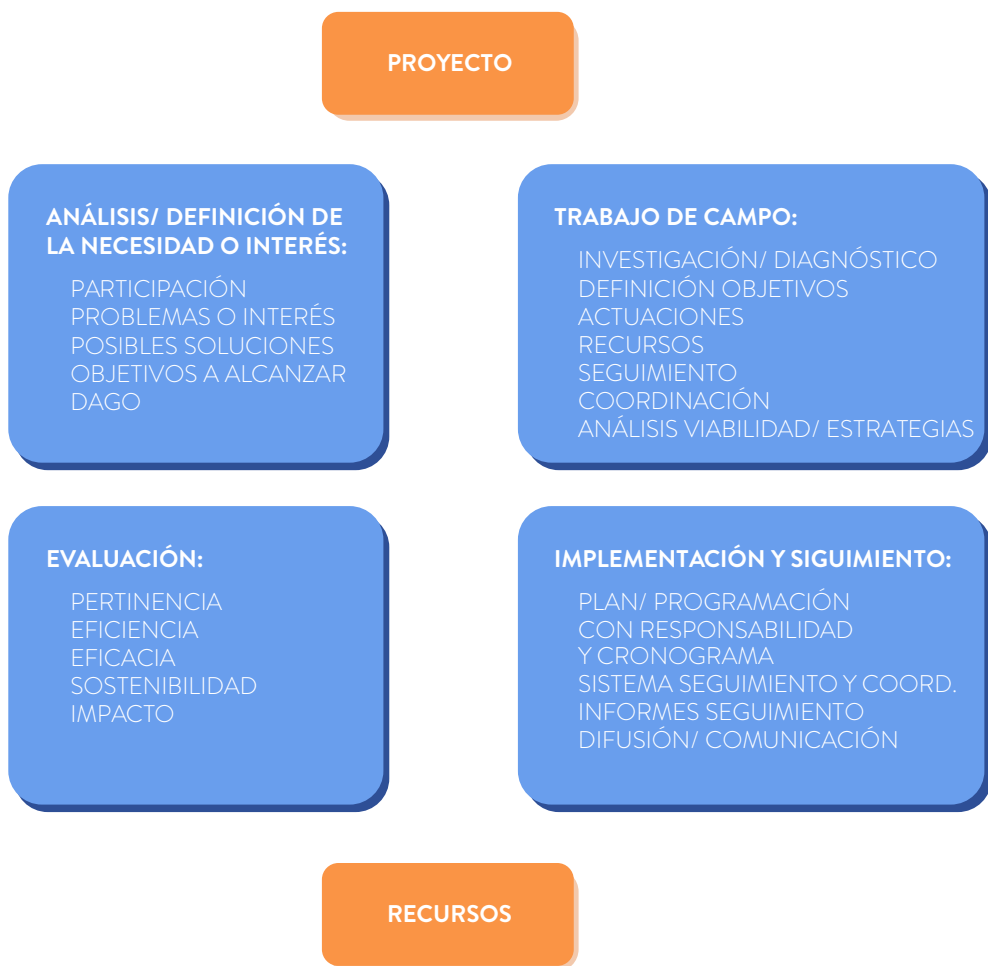 PROYECTO
ANÁLISIS/ DEFINICIÓN DE
LA NECESIDAD O INTERÉS:
PARTICIPACIÓN
PROBLEMAS O INTERÉS
POSIBLES SOLUCIONES
OBJETIVOS A ALCANZAR
DAGO
TRABAJO DE CAMPO:
INVESTIGACIÓN/ DIAGNÓSTICO
DEFINICIÓN OBJETIVOS
ACTUACIONES
RECURSOS
SEGUIMIENTO
COORDINACIÓN
ANÁLISIS VIABILIDAD/ ESTRATEGIAS
EVALUACIÓN:
PERTINENCIA
EFICIENCIA
EFICACIA
SOSTENIBILIDAD
IMPACTO
IMPLEMENTACIÓN Y SIGUIMIENTO:
PLAN/ PROGRAMACIÓN
CON RESPONSABILIDAD
Y CRONOGRAMA
SISTEMA SEGUIMIENTO Y COORD.
INFORMES SEGUIMIENTO
DIFUSIÓN/ COMUNICACIÓN
RECURSOS